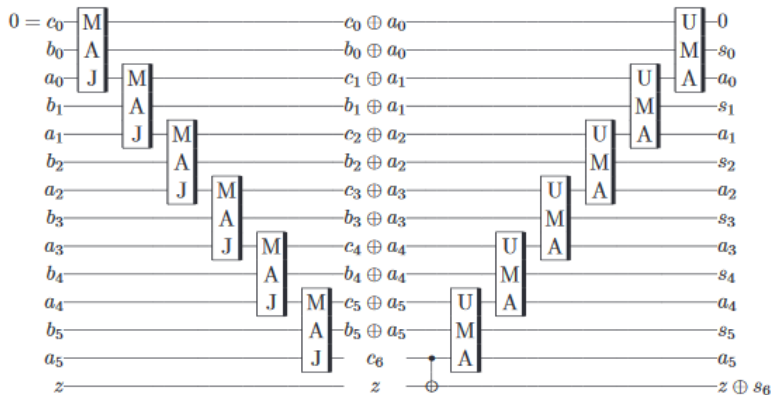 0 = c₀ M c₀ ⊕ a₀ U 0
b₀ A b₀ ⊕ a₀ M s₀
a₀ J M c₁ ⊕ a₁ U A a₀
b₁ A b₁ ⊕ a₁ M s₁
a₁ J M c₂ ⊕ a₂ U A a₁
b₂ A b₂ ⊕ a₂ M s₂
a₂ J M c₃ ⊕ a₃ U A a₂
b₃ A b₃ ⊕ a₃ M s₃
a₃ J M c₄ ⊕ a₄ U A a₃
b₄ A b₄ ⊕ a₄ M s₄
a₄ J M c₅ ⊕ a₅ U A a₄
b₅ A b₅ ⊕ a₅ M s₅
a₅ J c₆ A a₅
z z z ⊕ s₆